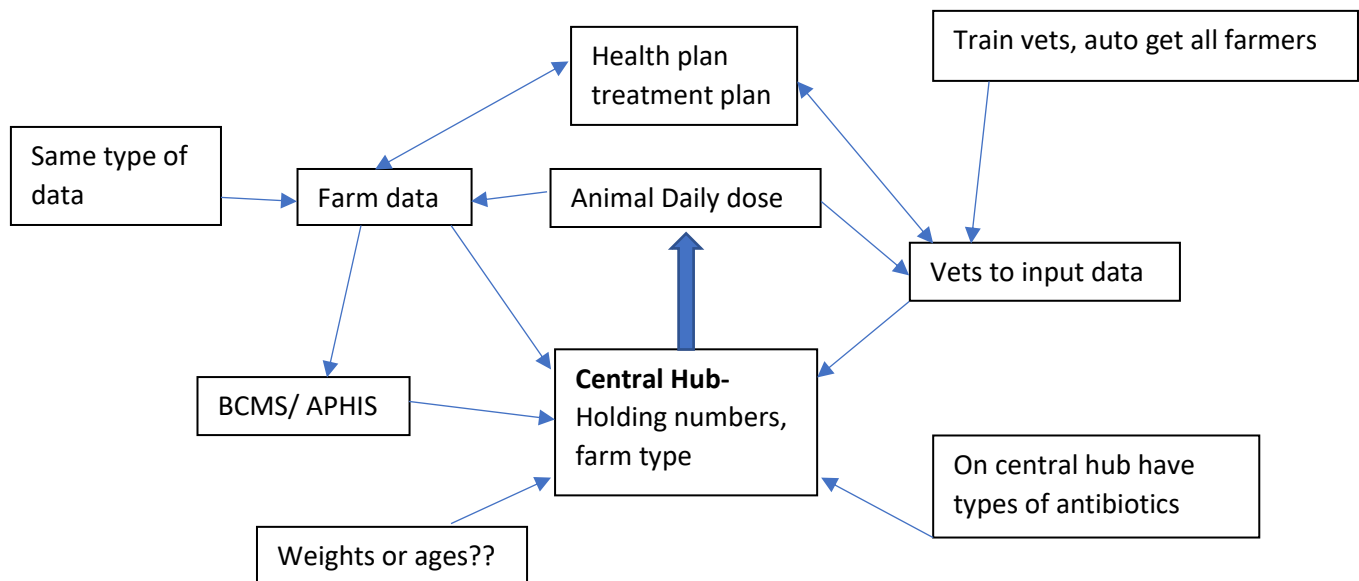 Train vets, auto get all farmers
Health plan
treatment plan
Same type of
data
Farm data
Animal Daily dose
Vets to input data
Central Hub-
Holding numbers,
farm type
BCMS/ APHIS
On central hub have
types of antibiotics
Weights or ages??